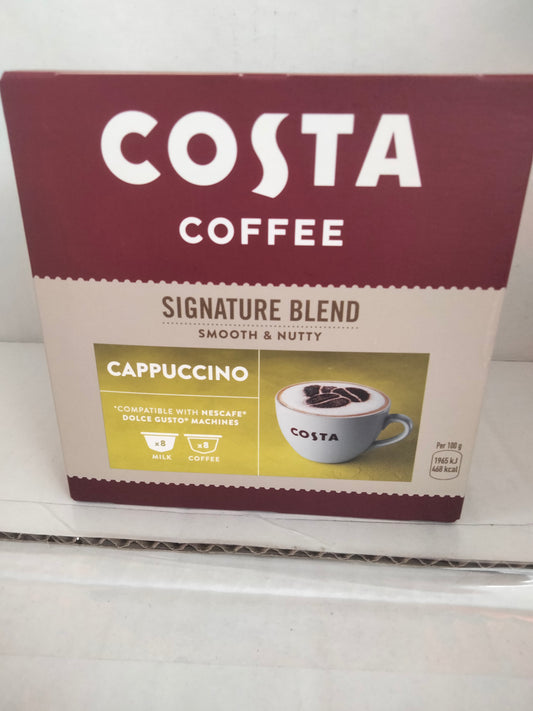 COSTA
COFFEE
SIGNATURE BLEND
SMOOTH & NUTTY
CAPPUCCINO
*COMPATIBLE WITH NESCAFE®
DOLCE GUSTO® MACHINES
x8 x8
MILK COFFEE
COSTA
Per 100 g
1965 kJ
468 kcal